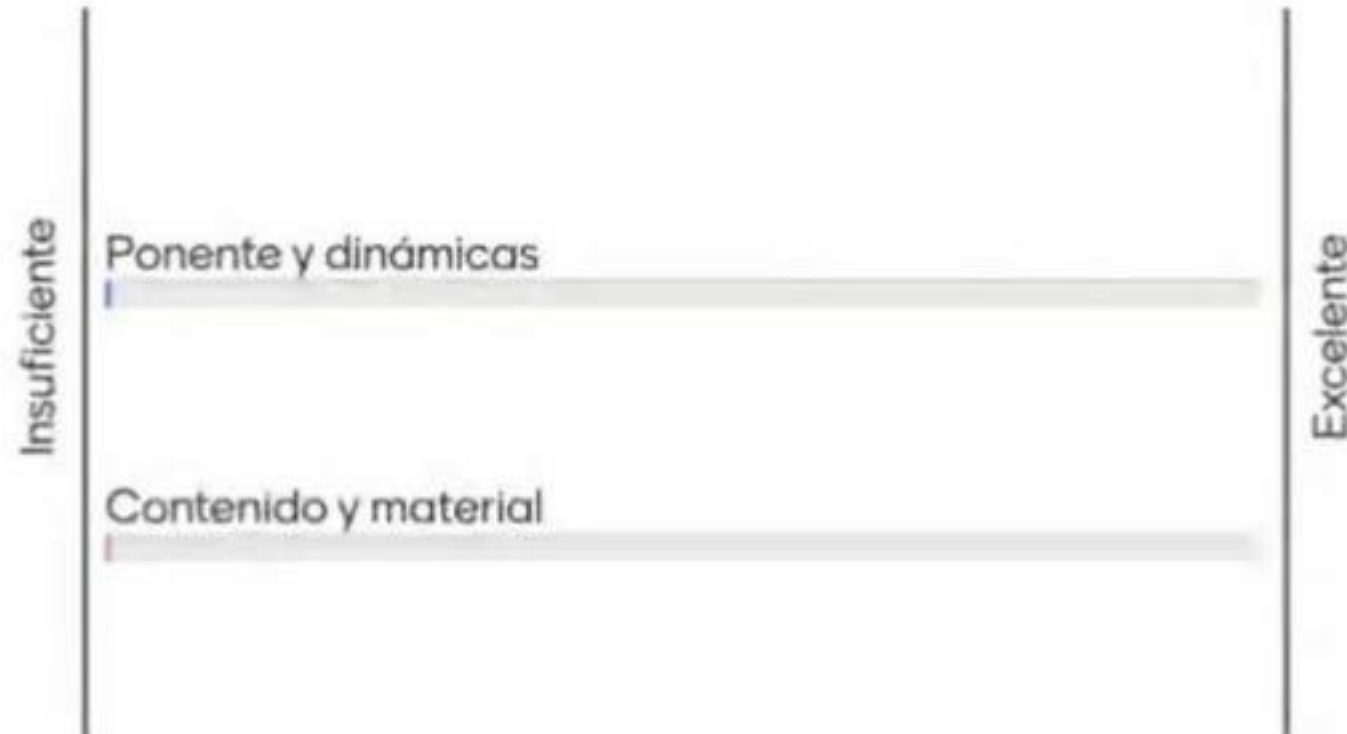 Insuficiente
Ponente y dinámicas
Contenido y material
Excelente